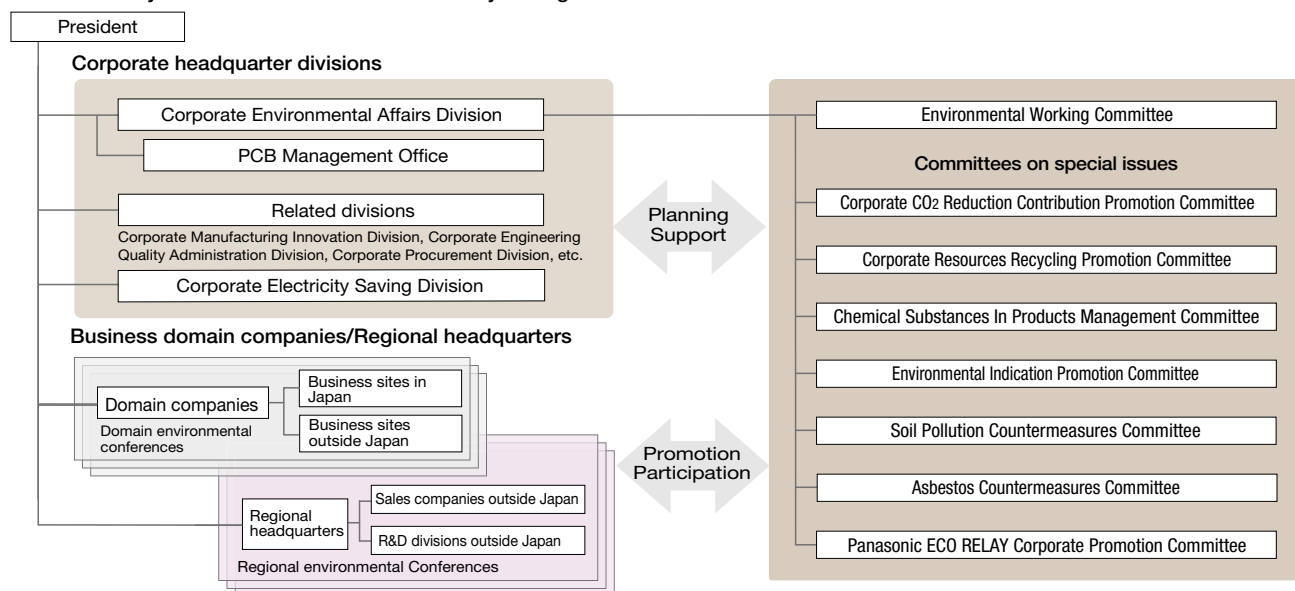 President
Corporate headquarter divisions
Corporate Environmental Affairs Division
PCB Management Office
Related divisions
Corporate Manufacturing Innovation Division, Corporate Engineering
Quality Administration Division, Corporate Procurement Division, etc.
Corporate Electricity Saving Division
Business domain companies/Regional headquarters
Domain companies
Business sites in
Japan
Business sites
outside Japan
Domain environmental
conferences
Regional
headquarters
Sales companies outside Japan
R&D divisions outside Japan
Regional environmental Conferences
Planning
Support
Promotion
Participation
Environmental Working Committee
Committees on special issues
Corporate CO2 Reduction Contribution Promotion Committee
Corporate Resources Recycling Promotion Committee
Chemical Substances In Products Management Committee
Environmental Indication Promotion Committee
Soil Pollution Countermeasures Committee
Asbestos Countermeasures Committee
Panasonic ECO RELAY Corporate Promotion Committee